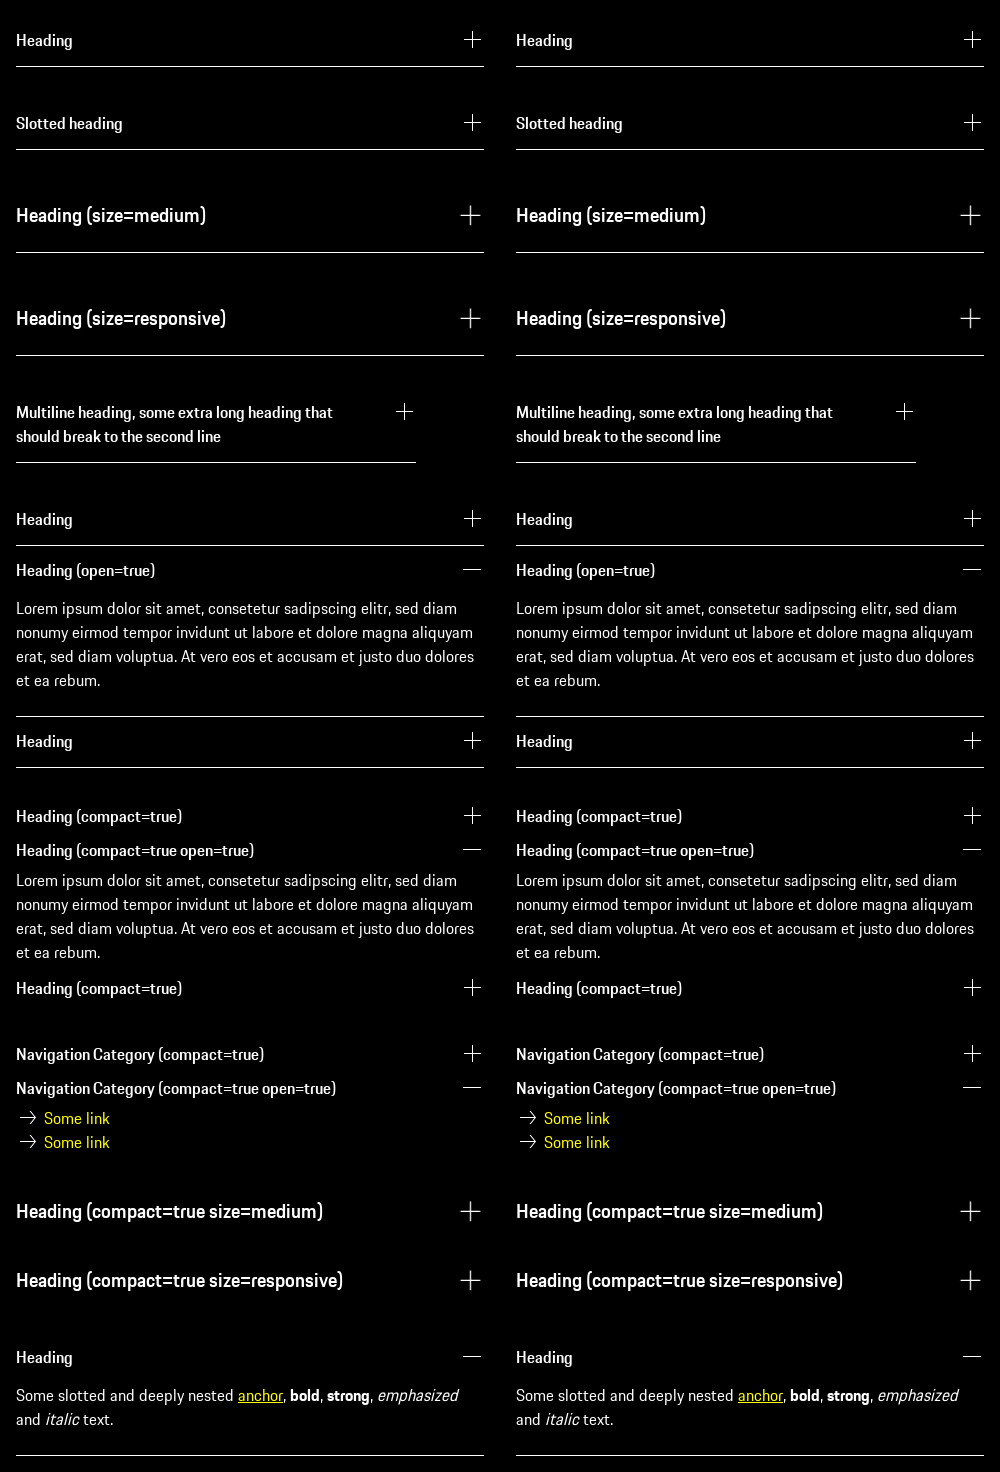 Heading
Slotted heading
Heading (size=medium)
Heading (size=responsive)
Multiline heading, some extra long heading that
should break to the second line
Heading
Heading (open=true)
Lorem ipsum dolor sit amet, consetetur sadipscing elitr, sed diam
nonumy eirmod tempor invidunt ut labore et dolore magna aliquyam
erat, sed diam voluptua. At vero eos et accusam et justo duo dolores
et ea rebum.
Heading
Heading (compact=true)
Heading (compact=true open=true)
Lorem ipsum dolor sit amet, consetetur sadipscing elitr, sed diam
nonumy eirmod tempor invidunt ut labore et dolore magna aliquyam
erat, sed diam voluptua. At vero eos et accusam et justo duo dolores
et ea rebum.
Heading (compact=true)
Navigation Category (compact=true)
Navigation Category (compact=true open=true)
Some link
Some link
Heading (compact=true size=medium)
Heading (compact=true size=responsive)
Heading
Some slotted and deeply nested anchor, bold, strong, emphasized
and italic text.
Heading
Slotted heading
Heading (size=medium)
Heading (size=responsive)
Multiline heading, some extra long heading that
should break to the second line
Heading
Heading (open=true)
Lorem ipsum dolor sit amet, consetetur sadipscing elitr, sed diam
nonumy eirmod tempor invidunt ut labore et dolore magna aliquyam
erat, sed diam voluptua. At vero eos et accusam et justo duo dolores
et ea rebum.
Heading
Heading (compact=true)
Heading (compact=true open=true)
Lorem ipsum dolor sit amet, consetetur sadipscing elitr, sed diam
nonumy eirmod tempor invidunt ut labore et dolore magna aliquyam
erat, sed diam voluptua. At vero eos et accusam et justo duo dolores
et ea rebum.
Heading (compact=true)
Navigation Category (compact=true)
Navigation Category (compact=true open=true)
Some link
Some link
Heading (compact=true size=medium)
Heading (compact=true size=responsive)
Heading
Some slotted and deeply nested anchor, bold, strong, emphasized
and italic text.